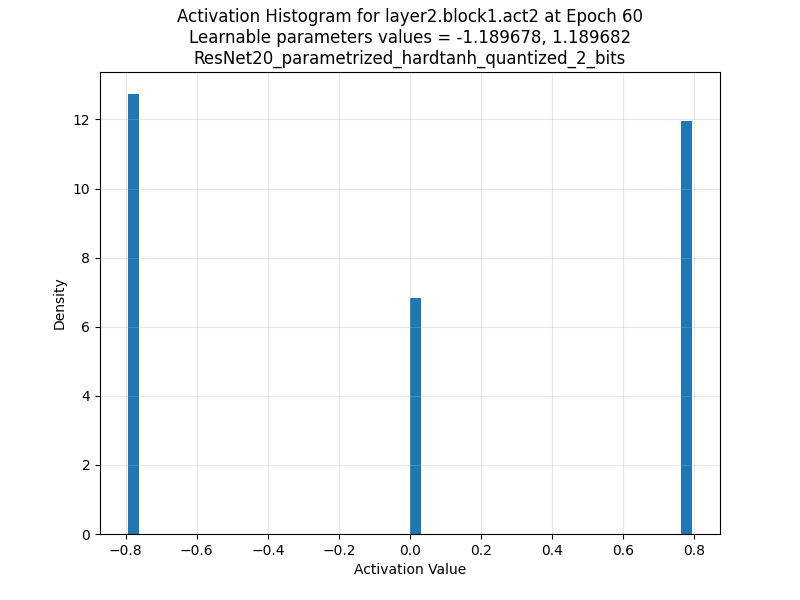 Activation Histogram for layer2.block1.act2 at Epoch 60
Learnable parameters values = -1.189678, 1.189682
ResNet20_parametrized_hardtanh_quantized_2_bits
Density
12
10
8
6
4
2
0
−0.8 −0.6 −0.4 −0.2 0.0 0.2 0.4 0.6 0.8
Activation Value